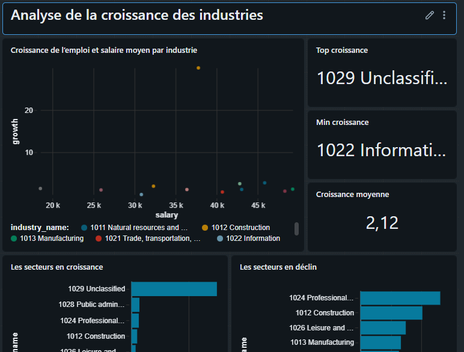 Analyse de la croissance des industries
Croissance de l'emploi et salaire moyen par industrie
growth
20
10
20 k
25 k
30 k
35 k
40 k
45 k
salary
industry_name:
1011 Natural resources and ...
1012 Construction
1013 Manufacturing
1021 Trade, transportation, ...
1022 Information
Top croissance
1029 Unclassifi...
Min croissance
1022 Informati...
Croissance moyenne
2,12
Les secteurs en croissance
1029 Unclassified
1028 Public admin...
1024 Professional...
1012 Construction
1026 Leisure and...
Les secteurs en déclin
1024 Professional...
1012 Construction
1026 Leisure and ...
1013 Manufacturing